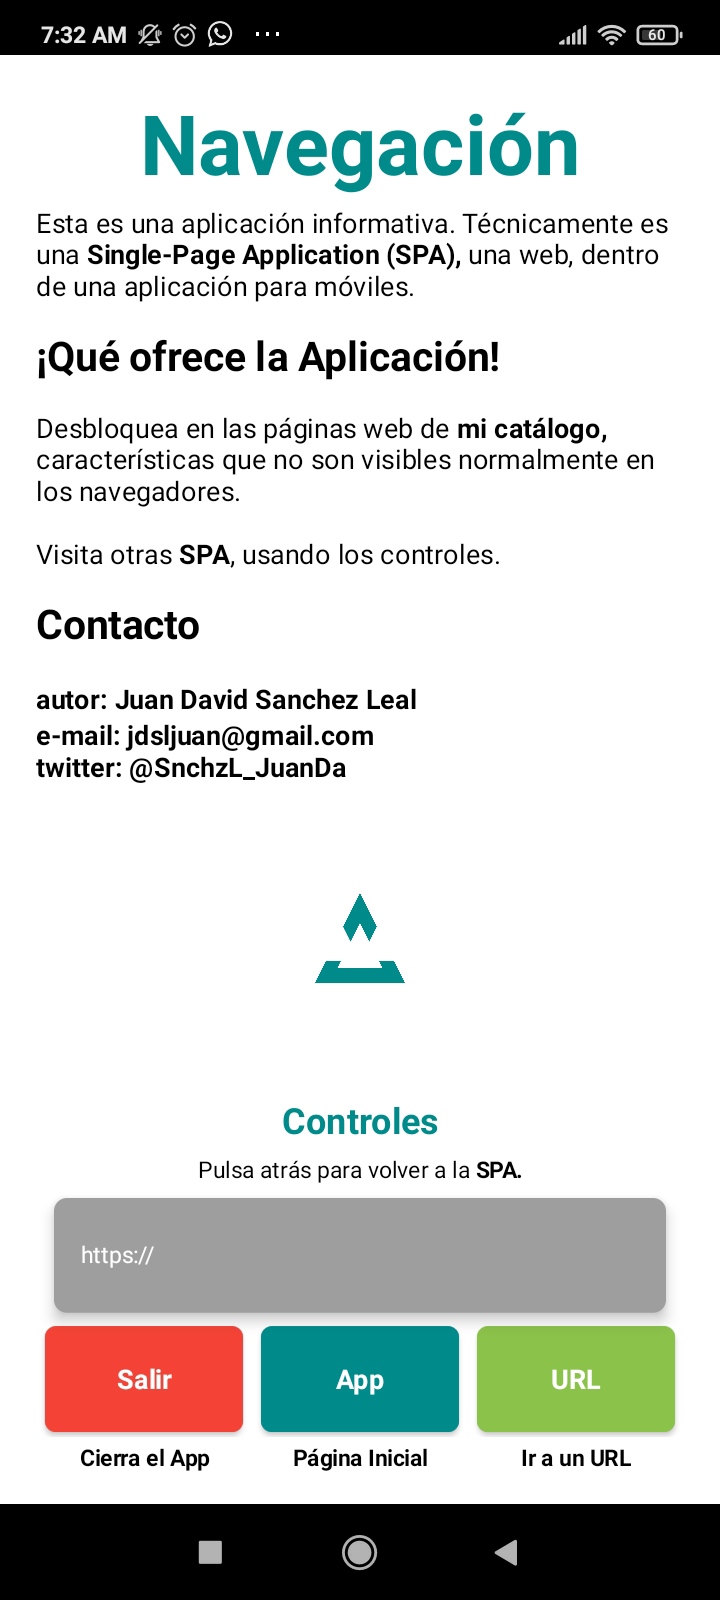 7:32 AM
60
Navegación
Esta es una aplicación informativa. Técnicamente es
una Single-Page Application (SPA), una web, dentro
de una aplicación para móviles.
¡Qué ofrece la Aplicación!
Desbloquea en las páginas web de mi catálogo,
características que no son visibles normalmente en
los navegadores.
Visita otras SPA, usando los controles.
Contacto
autor: Juan David Sanchez Leal
e-mail: jdsljuan@gmail.com
twitter: @SnchzL_JuanDa
Controles
Pulsa atrás para volver a la SPA.
https://
Salir App URL
Cierra el App Página Inicial Ir a un URL